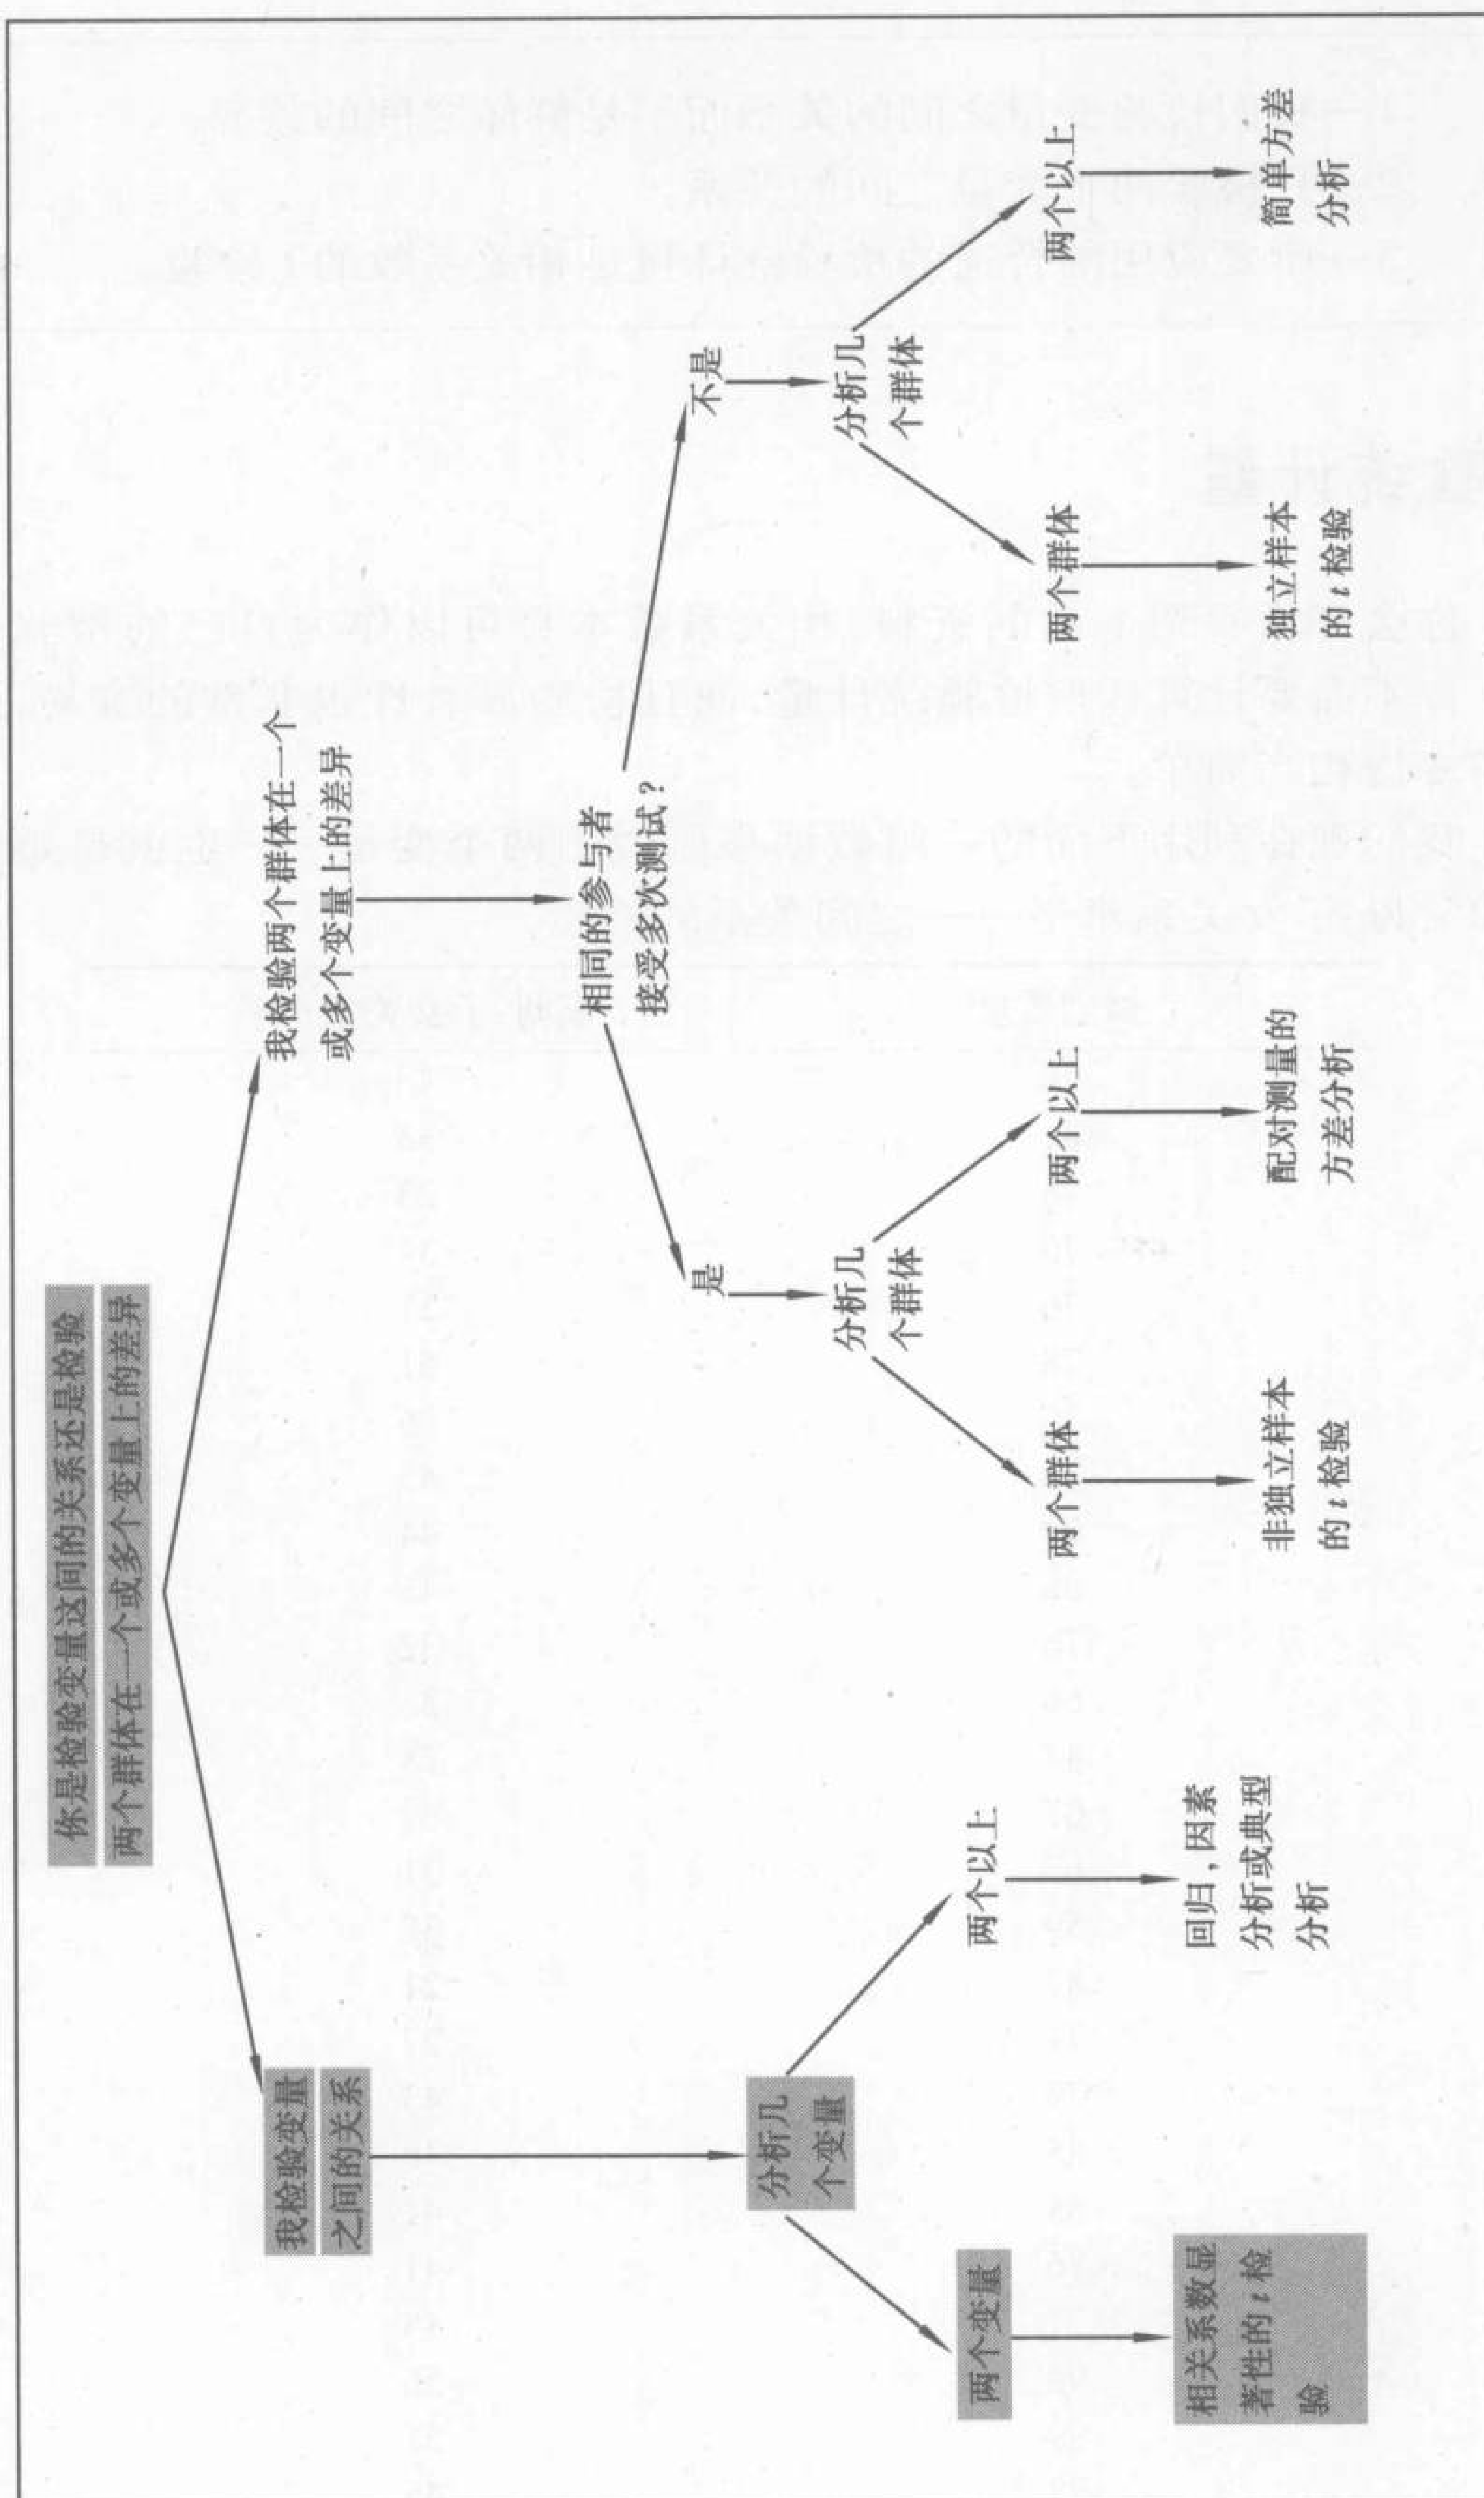 你是检验变量这间的关系还是检验
两个群体在一个或多个变量上的差异
我检验变量
之间的关系
我检验两个群体在一个
或多个变量上的差异
相同的参与者
接受多次测试?
是
不是
分析几
个变量
分析几
个群体
分析几
个群体
两个变量
两个以上
两个群体
两个以上
两个群体
两个以上
相关系数显
著性的 t 检
验
回归,因素
分析或典型
分析
非独立样本
的 t 检验
配对测量的
方差分析
独立样本
的 t 检验
简单方差
分析